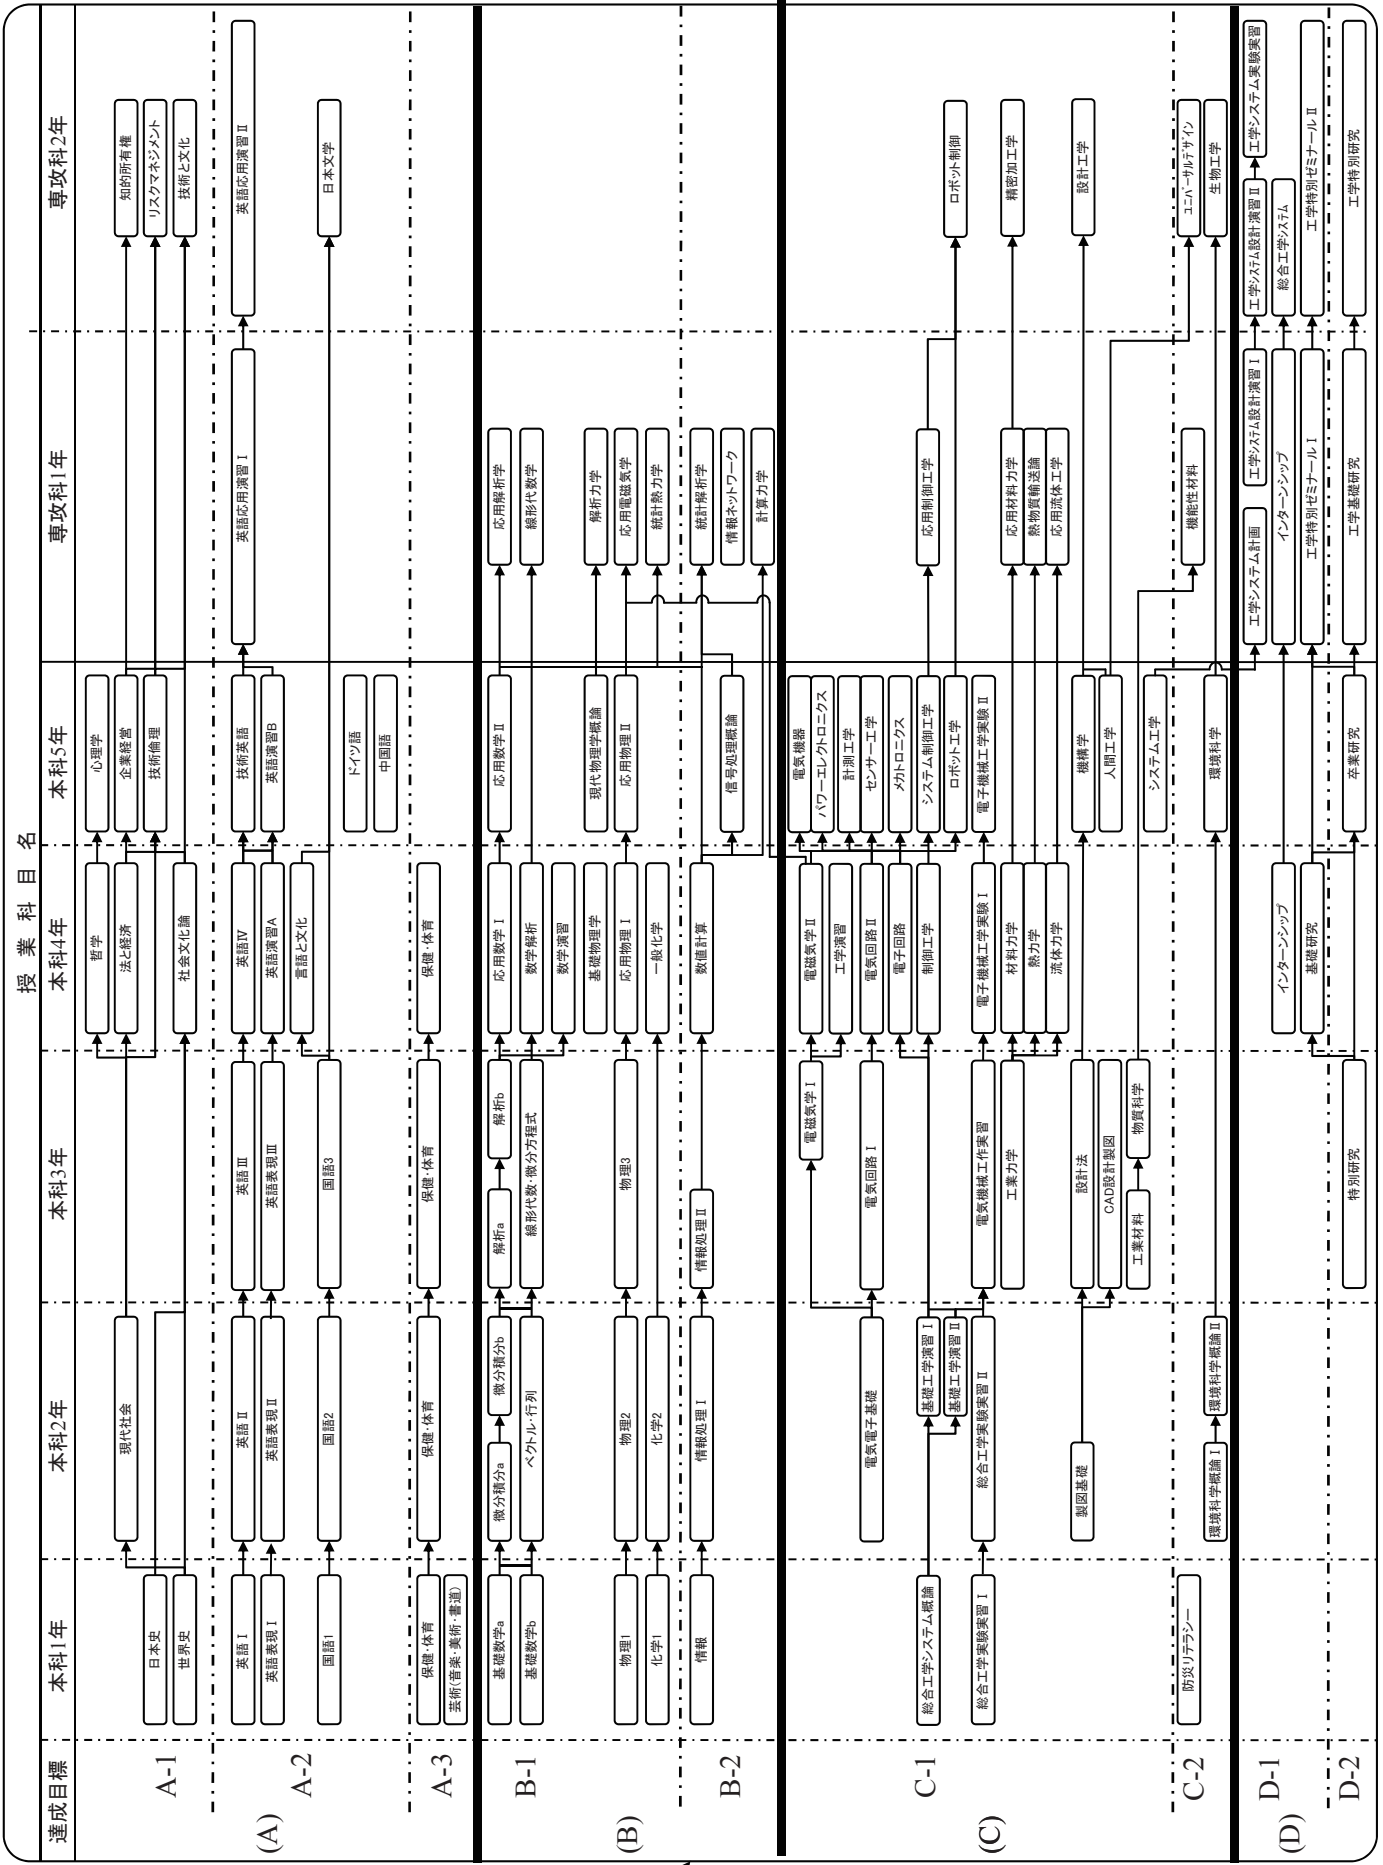 授業科目名
達成目標
本科1年
本科2年
本科3年
本科4年
本科5年
専攻科1年
専攻科2年
(A)
A-1
哲学
心理学
現代社会
法と経済
企業経営
知的所有権
日本史
技術倫理
リスクマネジメント
世界史
社会文化論
技術と文化
A-2
英語Ⅰ
英語Ⅱ
英語Ⅲ
英語Ⅳ
技術英語
英語応用演習Ⅰ
英語応用演習Ⅱ
英語表現Ⅰ
英語表現Ⅱ
英語表現Ⅲ
英語演習A
英語演習B
言語と文化
国語1
国語2
国語3
日本文学
ドイツ語
中国語
A-3
保健・体育
保健・体育
保健・体育
保健・体育
芸術(音楽・美術・書道)
(B)
B-1
基礎数学a
微分積分a
微分積分b
解析a
解析b
応用数学Ⅰ
応用数学Ⅱ
応用解析学
基礎数学b
ベクトル・行列
線形代数・微分方程式
数学解析
線形代数学
数学演習
基礎物理学
現代物理学概論
解析力学
物理1
物理2
物理3
応用物理Ⅰ
応用物理Ⅱ
応用電磁気学
化学1
化学2
一般化学
統計熱力学
B-2
情報
情報処理Ⅰ
情報処理Ⅱ
数値計算
統計解析学
信号処理概論
情報ネットワーク
計算力学
(C)
C-1
電気機器
電磁気学Ⅰ
電磁気学Ⅱ
パワーエレクトロニクス
工学演習
計測工学
電気電子基礎
電気回路Ⅰ
電気回路Ⅱ
センサー工学
電子回路
メカトロニクス
総合工学システム概論
基礎工学演習Ⅰ
制御工学
システム制御工学
応用制御工学
基礎工学演習Ⅱ
ロボット工学
ロボット制御
総合工学実験実習Ⅰ
総合工学実験実習Ⅱ
電気機械工作実習
電子機械工学実験Ⅰ
電子機械工学実験Ⅱ
工業力学
材料力学
応用材料力学
精密加工学
熱力学
熱物質輸送論
流体力学
応用流体工学
製図基礎
設計法
機構学
設計工学
CAD設計製図
人間工学
工業材料
物質科学
システム工学
C-2
防災リテラシー
機能性材料
ユニバーサルデザイン
環境科学概論Ⅰ
環境科学概論Ⅱ
環境科学
生物工学
(D)
D-1
工学システム計画
工学システム設計演習Ⅰ
工学システム設計演習Ⅱ
工学システム実験実習
インターンシップ
インターンシップ
総合工学システム
基礎研究
工学特別ゼミナールⅠ
工学特別ゼミナールⅡ
D-2
特別研究
卒業研究
工学基礎研究
工学特別研究